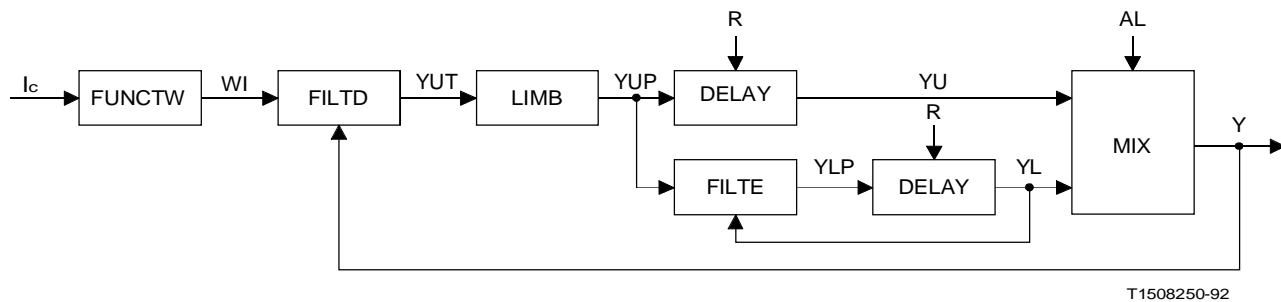 R
AL
Ic
WI
YUT
YUP
YU
Y
FUNCTW
FILTD
LIMB
DELAY
R
MIX
YLP
YL
FILTE
DELAY
T1508250-92